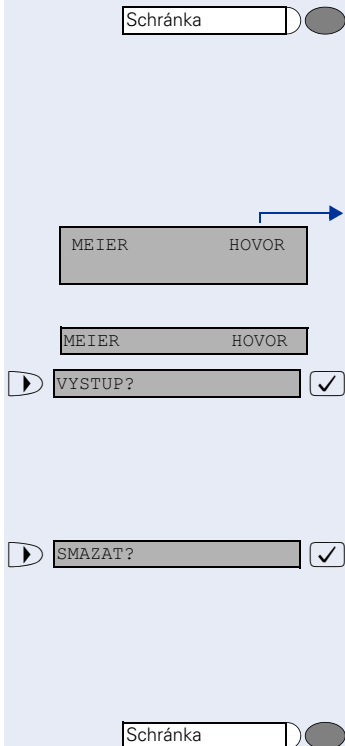 Schránka
MEIER HOVOR
MEIER HOVOR
VYSTUP?
SMAZAT?
Schránka